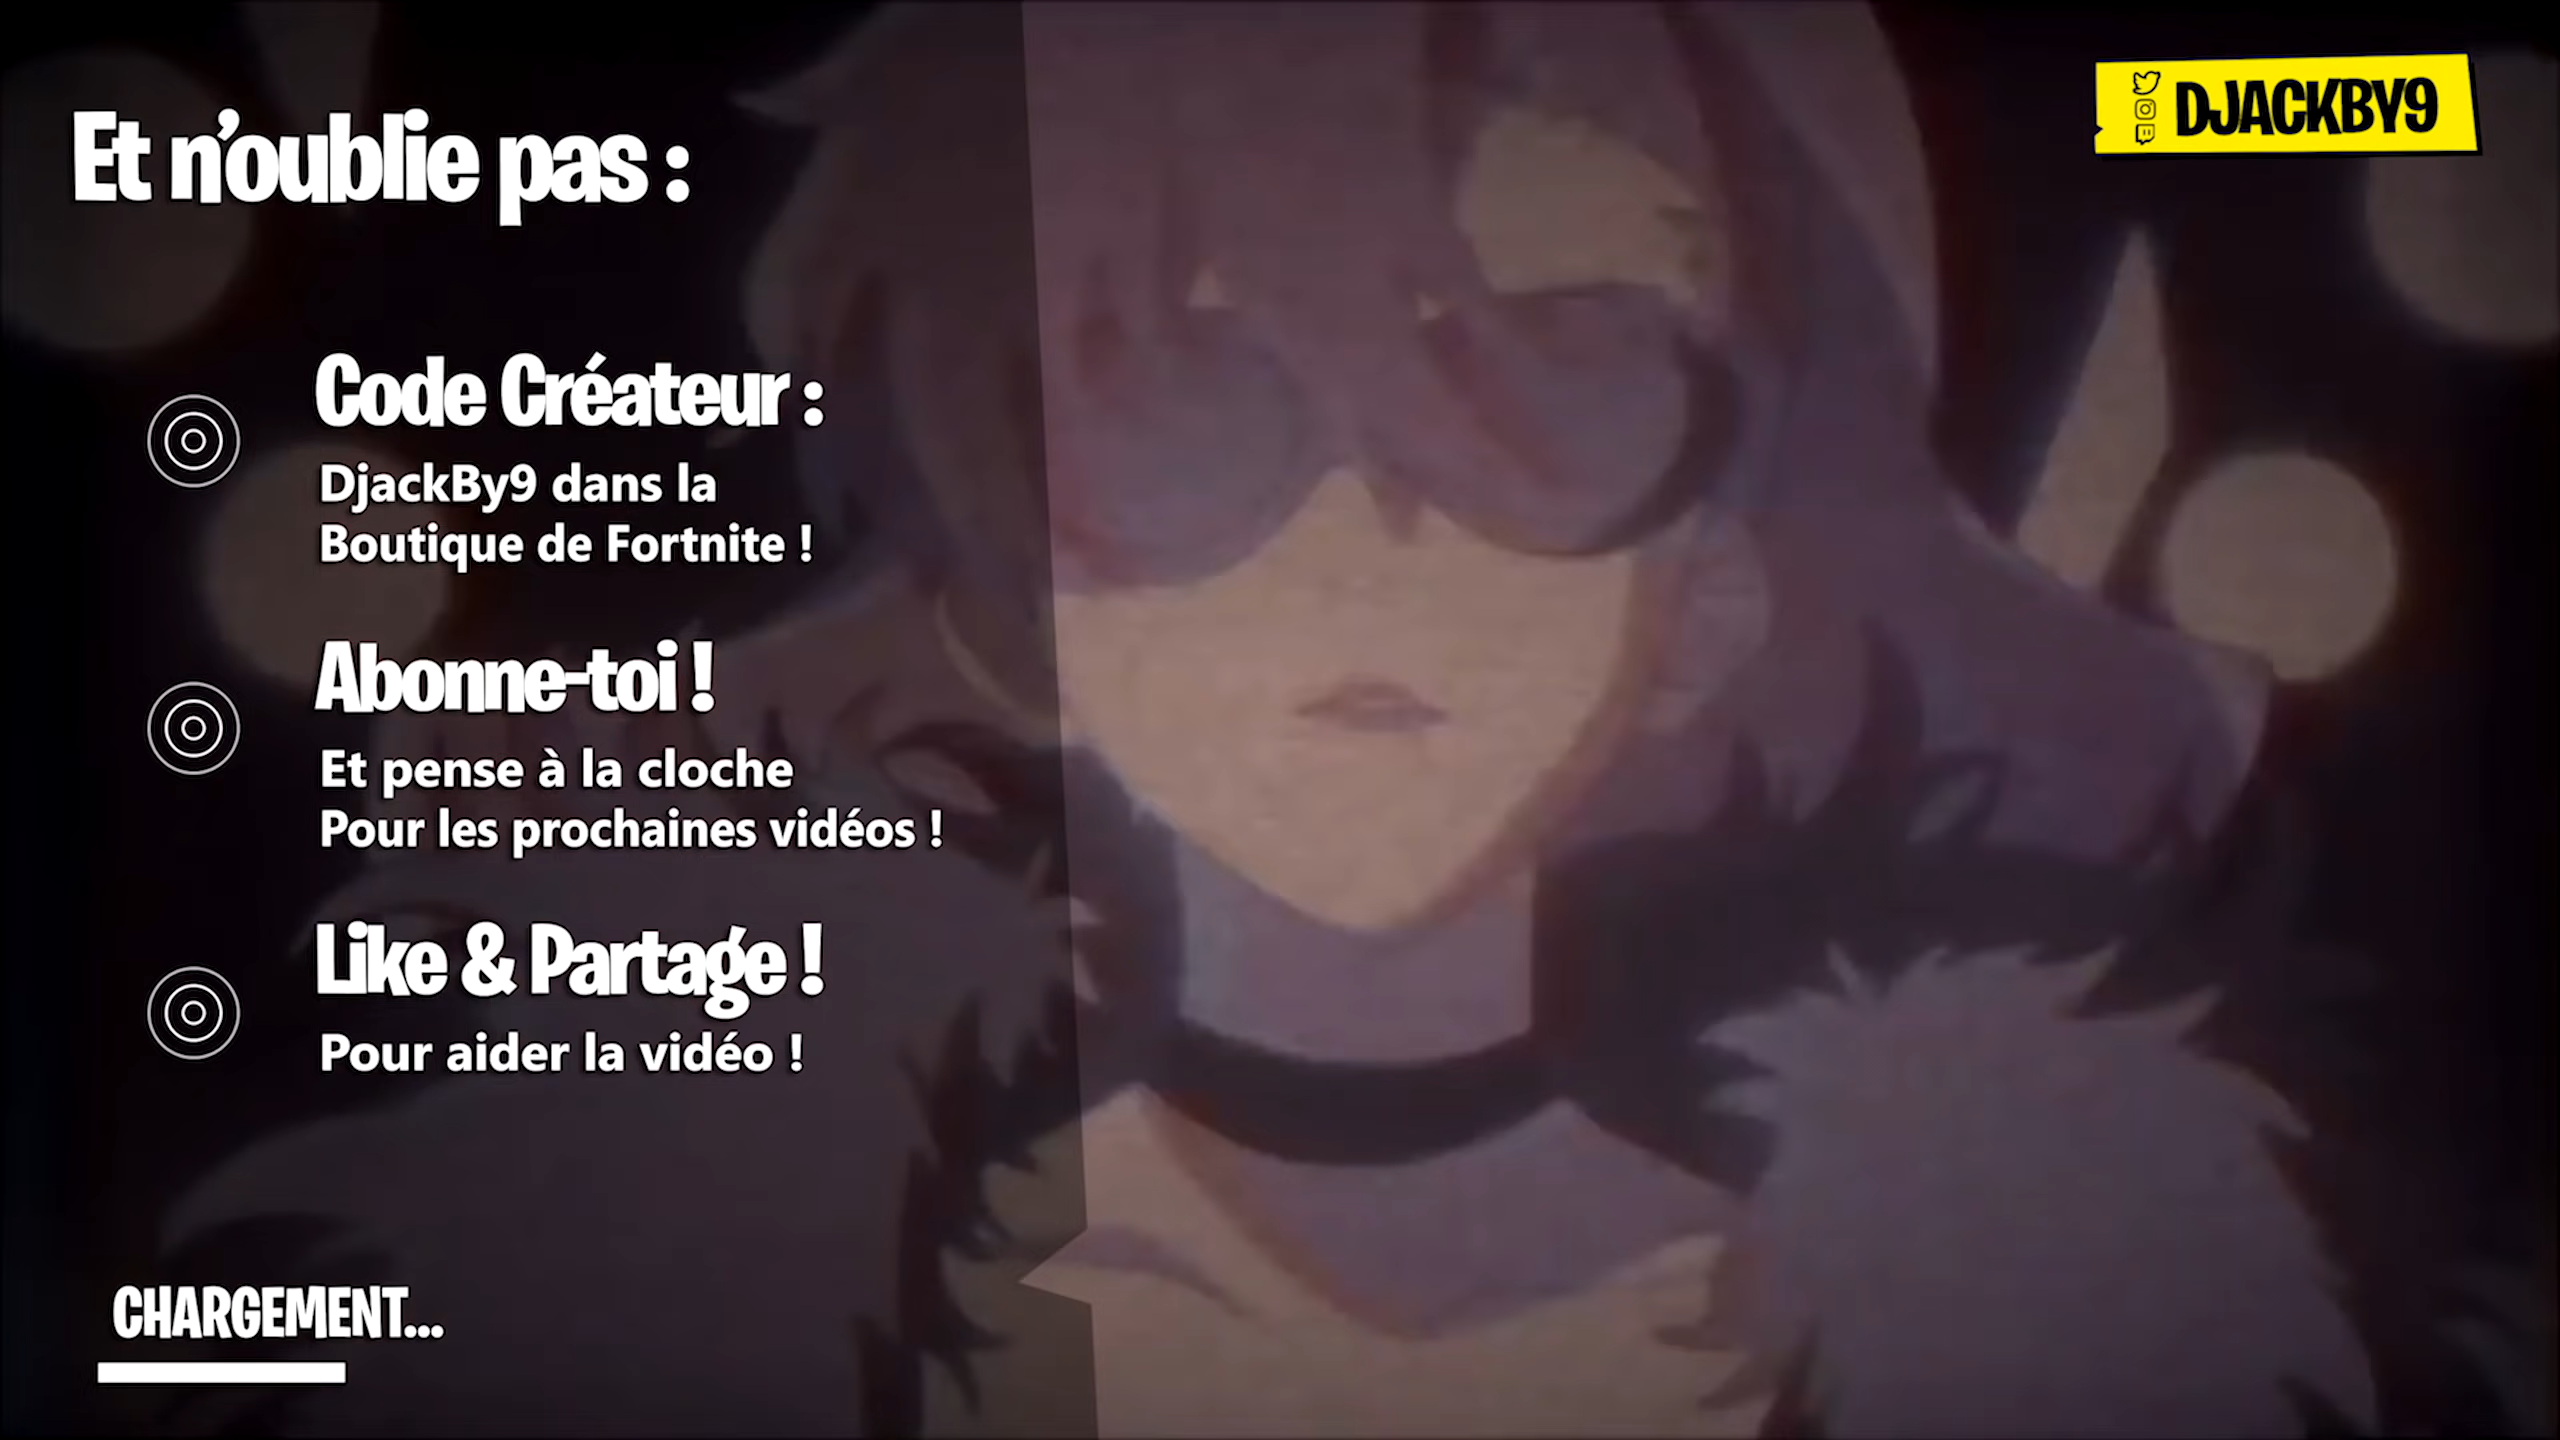 DJACKBY9
Et n’oublie pas :
Code Créateur :
DjackBy9 dans la
Boutique de Fortnite !
Abonne-toi !
Et pense à la cloche
Pour les prochaines vidéos !
Like & Partage !
Pour aider la vidéo !
CHARGEMENT...